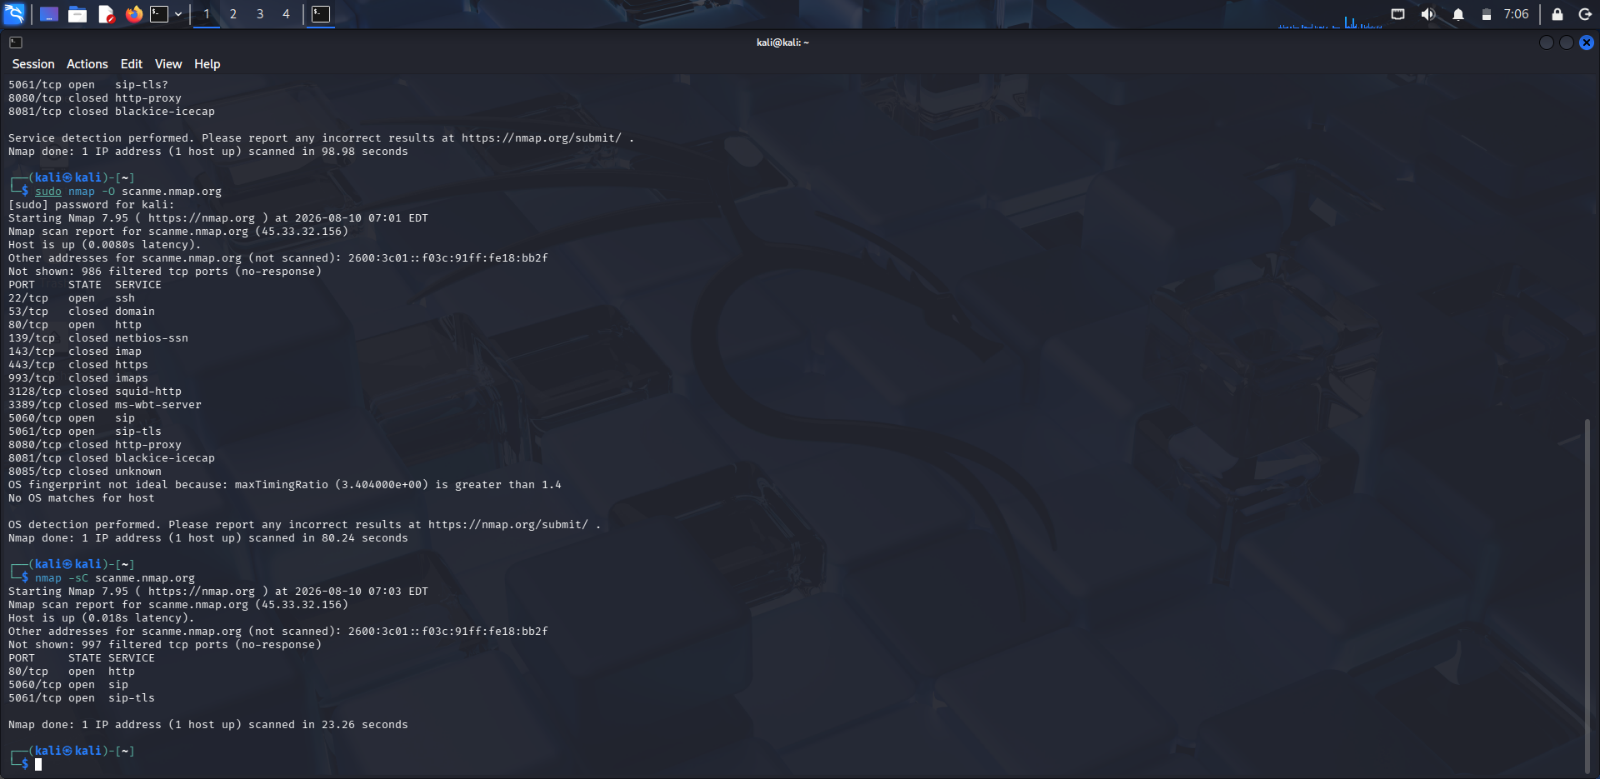 1 2 3 4 7:06
kali@kali: ~
Session Actions Edit View Help
5061/tcp open   sip-tls?
8080/tcp closed http-proxy
8081/tcp closed blackice-icecap
Service detection performed. Please report any incorrect results at https://nmap.org/submit/ .
Nmap done: 1 IP address (1 host up) scanned in 98.98 seconds
┌──(kali㉿kali)-[~]
└─$ sudo nmap -O scanme.nmap.org
[sudo] password for kali:
Starting Nmap 7.95 ( https://nmap.org ) at 2026-08-10 07:01 EDT
Nmap scan report for scanme.nmap.org (45.33.32.156)
Host is up (0.0080s latency).
Other addresses for scanme.nmap.org (not scanned): 2600:3c01::f03c:91ff:fe18:bb2f
Not shown: 986 filtered tcp ports (no-response)
PORT     STATE  SERVICE
22/tcp   open   ssh
53/tcp   closed domain
80/tcp   open   http
139/tcp  closed netbios-ssn
143/tcp  closed imap
443/tcp  closed https
993/tcp  closed imaps
3128/tcp closed squid-http
3389/tcp closed ms-wbt-server
5060/tcp open   sip
5061/tcp open   sip-tls
8080/tcp closed http-proxy
8081/tcp closed blackice-icecap
8085/tcp closed unknown
OS fingerprint not ideal because: maxTimingRatio (3.404000e+00) is greater than 1.4
No OS matches for host
OS detection performed. Please report any incorrect results at https://nmap.org/submit/ .
Nmap done: 1 IP address (1 host up) scanned in 80.24 seconds
┌──(kali㉿kali)-[~]
└─$ nmap -sC scanme.nmap.org
Starting Nmap 7.95 ( https://nmap.org ) at 2026-08-10 07:03 EDT
Nmap scan report for scanme.nmap.org (45.33.32.156)
Host is up (0.018s latency).
Other addresses for scanme.nmap.org (not scanned): 2600:3c01::f03c:91ff:fe18:bb2f
Not shown: 997 filtered tcp ports (no-response)
PORT     STATE SERVICE
80/tcp   open  http
5060/tcp open  sip
5061/tcp open  sip-tls
Nmap done: 1 IP address (1 host up) scanned in 23.26 seconds
┌──(kali㉿kali)-[~]
└─$